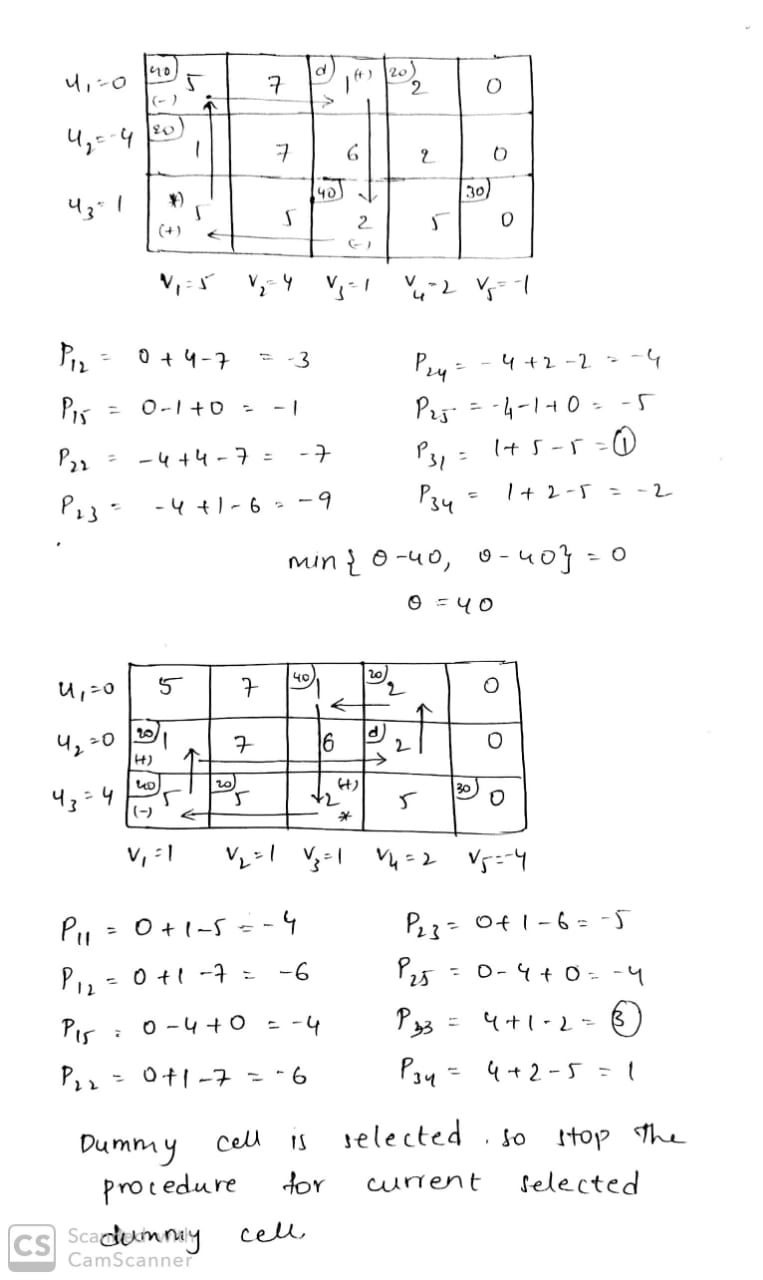 u₁=0 (40) 5 (-) 7 (d) 1 (+) (20) 2 0
u₂=-4 (20) 1 7 6 2 0
u₃=1 *) 5 (+) 5 (40) 2 (-) 5 (30) 0
v₁=5 v₂=4 v₃=1 v₄=2 v₅=-1
P₁₂ = 0+4-7 = -3 P₂₄ = -4+2-2 = -4
P₁₅ = 0-1+0 = -1 P₂₅ = -4-1+0 = -5
P₂₂ = -4+4-7 = -7 P₃₁ = 1+5-5 = ①
P₂₃ = -4+1-6 = -9 P₃₄ = 1+2-5 = -2
min { θ-40, θ-40} = 0
θ = 40
u₁=0 5 7 (40) 1 (20) 2 0
u₂=0 (20) 1 (+) 7 6 (d) 2 0
u₃=4 (40) 5 (-) (20) 5 (+) 2 * 5 (30) 0
v₁=1 v₂=1 v₃=1 v₄=2 v₅=-4
P₁₁ = 0+1-5 = -4 P₂₃ = 0+1-6 = -5
P₁₂ = 0+1-7 = -6 P₂₅ = 0-4+0 = -4
P₁₅ = 0-4+0 = -4 P₃₃ = 4+1-2 = ③
P₂₂ = 0+1-7 = -6 P₃₄ = 4+2-5 = 1
Dummy cell is selected. so stop the
procedure for current selected
dummy cell.
CS Scanned with
CamScanner